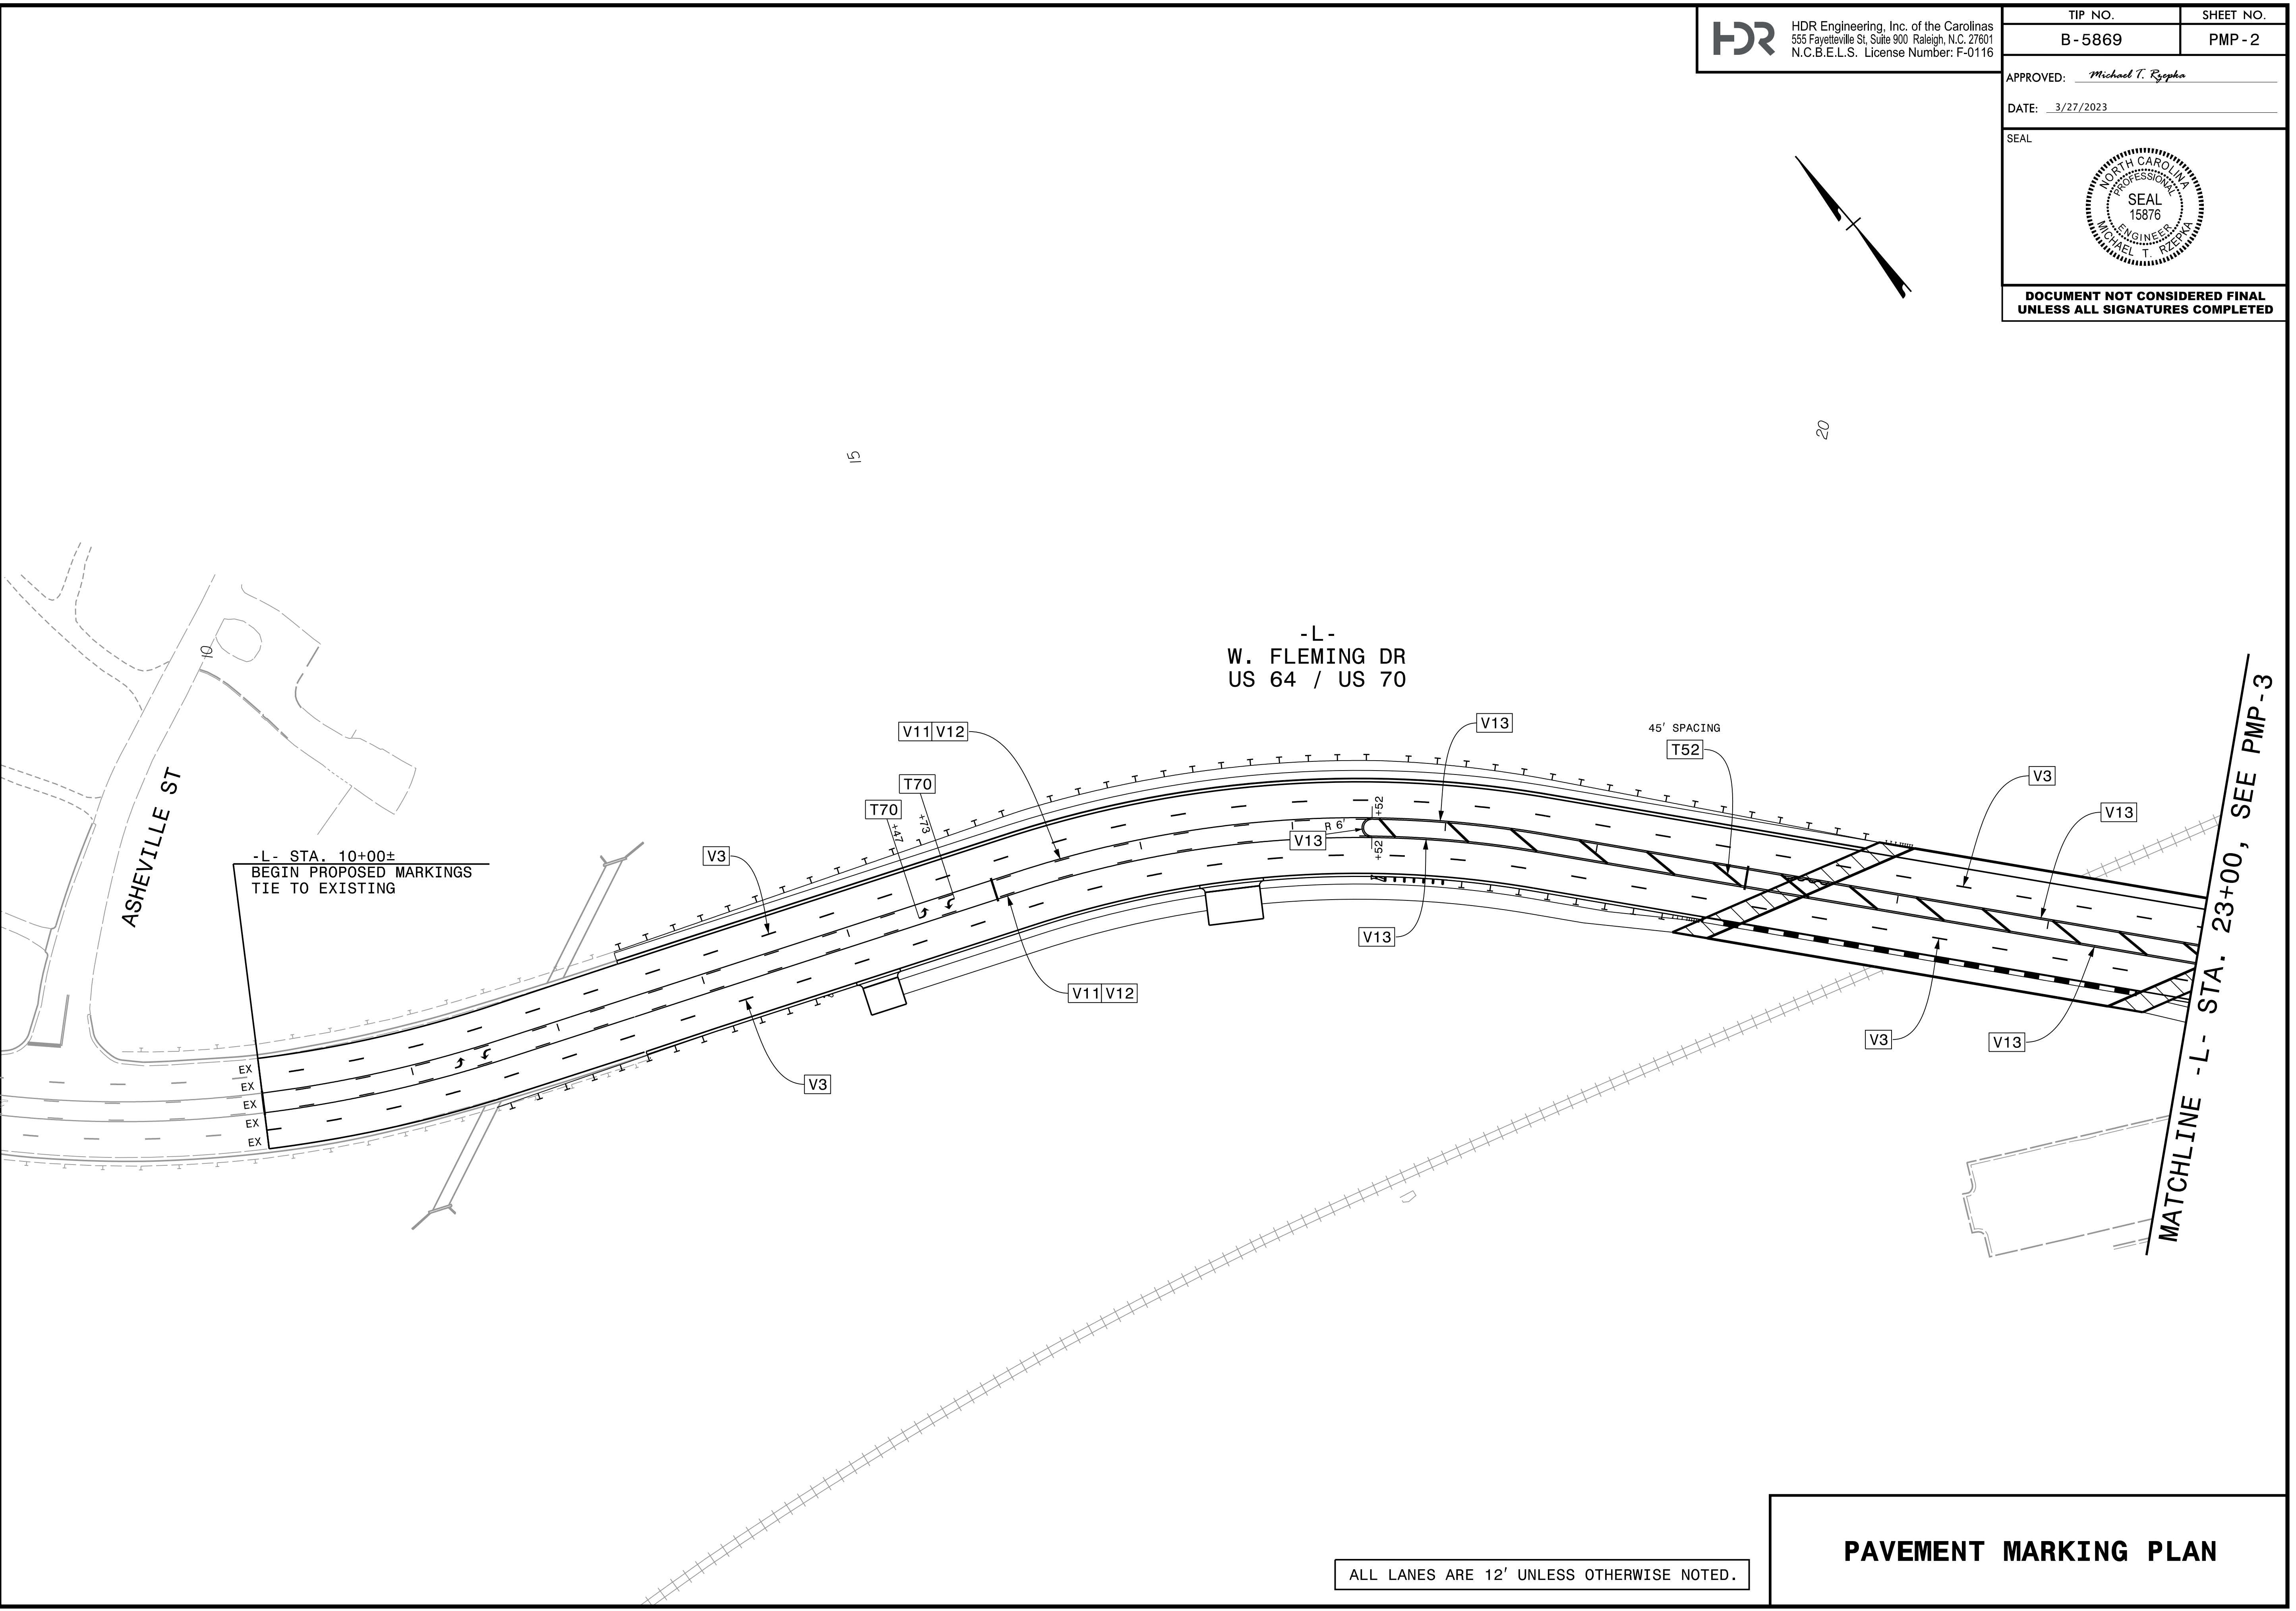 HDR
HDR Engineering, Inc. of the Carolinas
555 Fayetteville St, Suite 900 Raleigh, N.C. 27601
N.C.B.E.L.S. License Number: F-0116
TIP NO.
SHEET NO.
B-5869
PMP-2
APPROVED: Michael T. Rzepka
DATE: 3/27/2023
SEAL
NORTH CAROLINA
PROFESSIONAL
SEAL
15876
ENGINEER
MICHAEL T. RZEPKA
DOCUMENT NOT CONSIDERED FINAL
UNLESS ALL SIGNATURES COMPLETED
20
15
10
-L-
W. FLEMING DR
US 64 / US 70
ASHEVILLE ST
-L- STA. 10+00±
BEGIN PROPOSED MARKINGS
TIE TO EXISTING
V11 V12
V13
45' SPACING
T52
T70
T70
+47
+73
V3
V3
V13
+52
R 6'
V13
+52
V13
V11 V12
V3
V3
V13
EX
EX
EX
EX
EX
MATCHLINE -L- STA. 23+00, SEE PMP-3
ALL LANES ARE 12' UNLESS OTHERWISE NOTED.
PAVEMENT MARKING PLAN